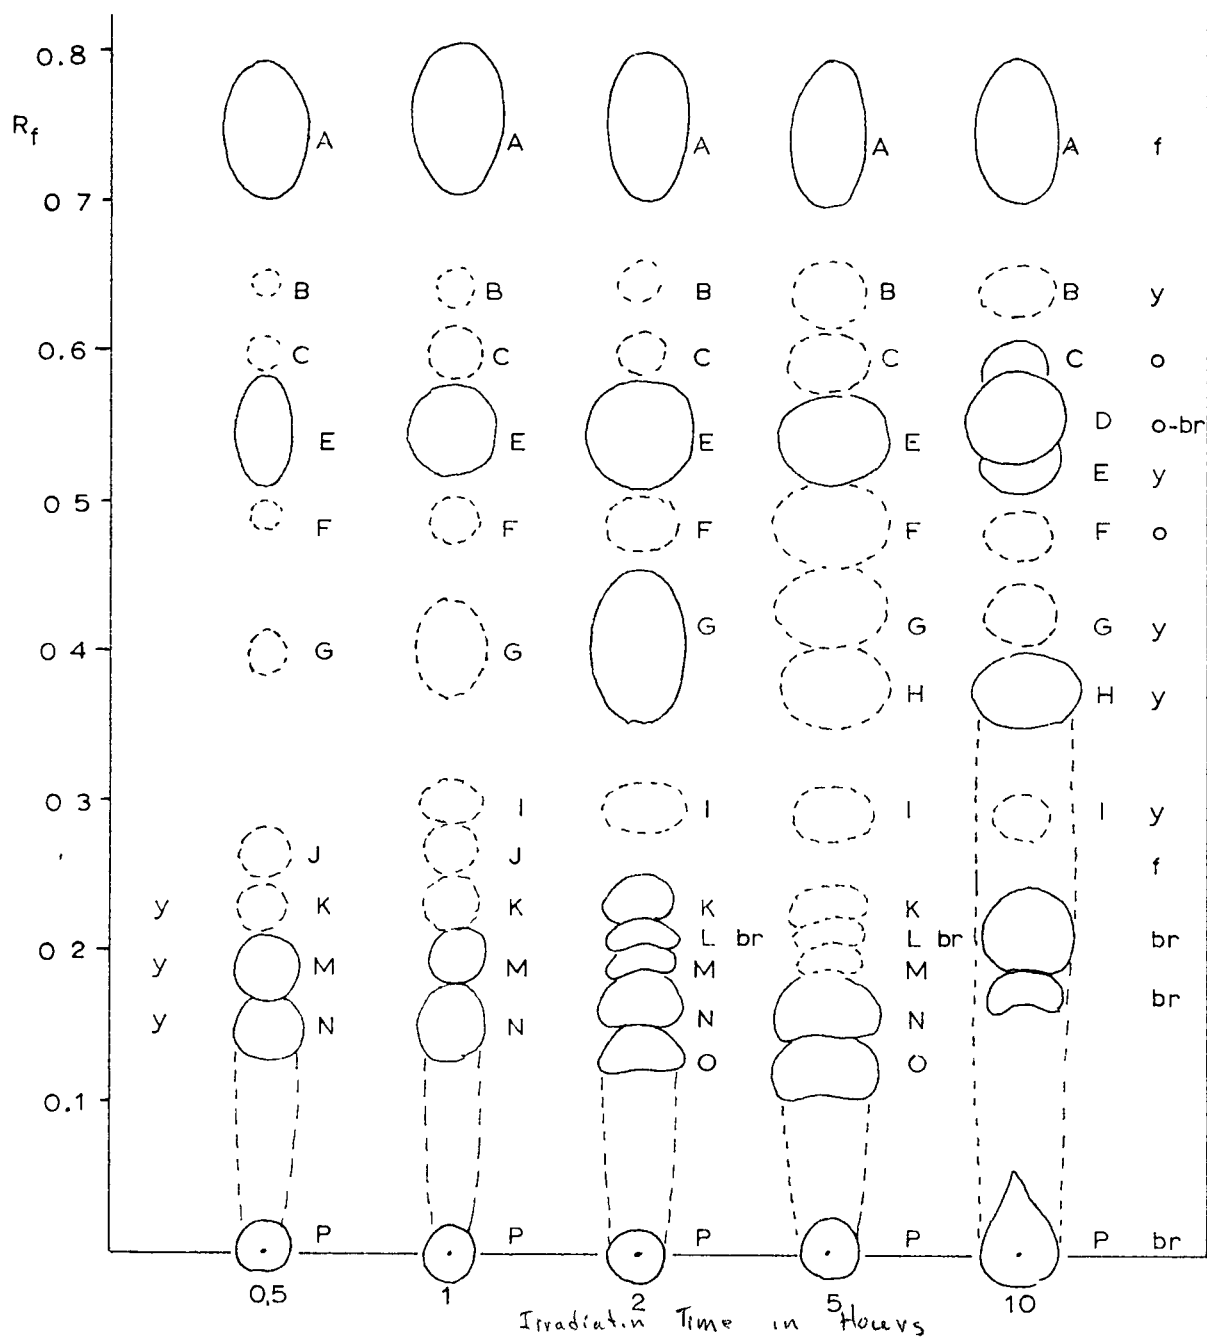 0.8
R_f
A A A A A f
0 7
B B B B B y
0 6
C C C C C o
D o-br
E E E E E y
0 5
F F F F F o
G G G G G y
0 4
H H y
0 3
I I I I y
J J f
y K K K K
0 2
L br L br br
y M M M M
br
y N N N N
O O
0.1
P P P P P br
0,5 1 2 5 10
Irradiatin Time in Hours